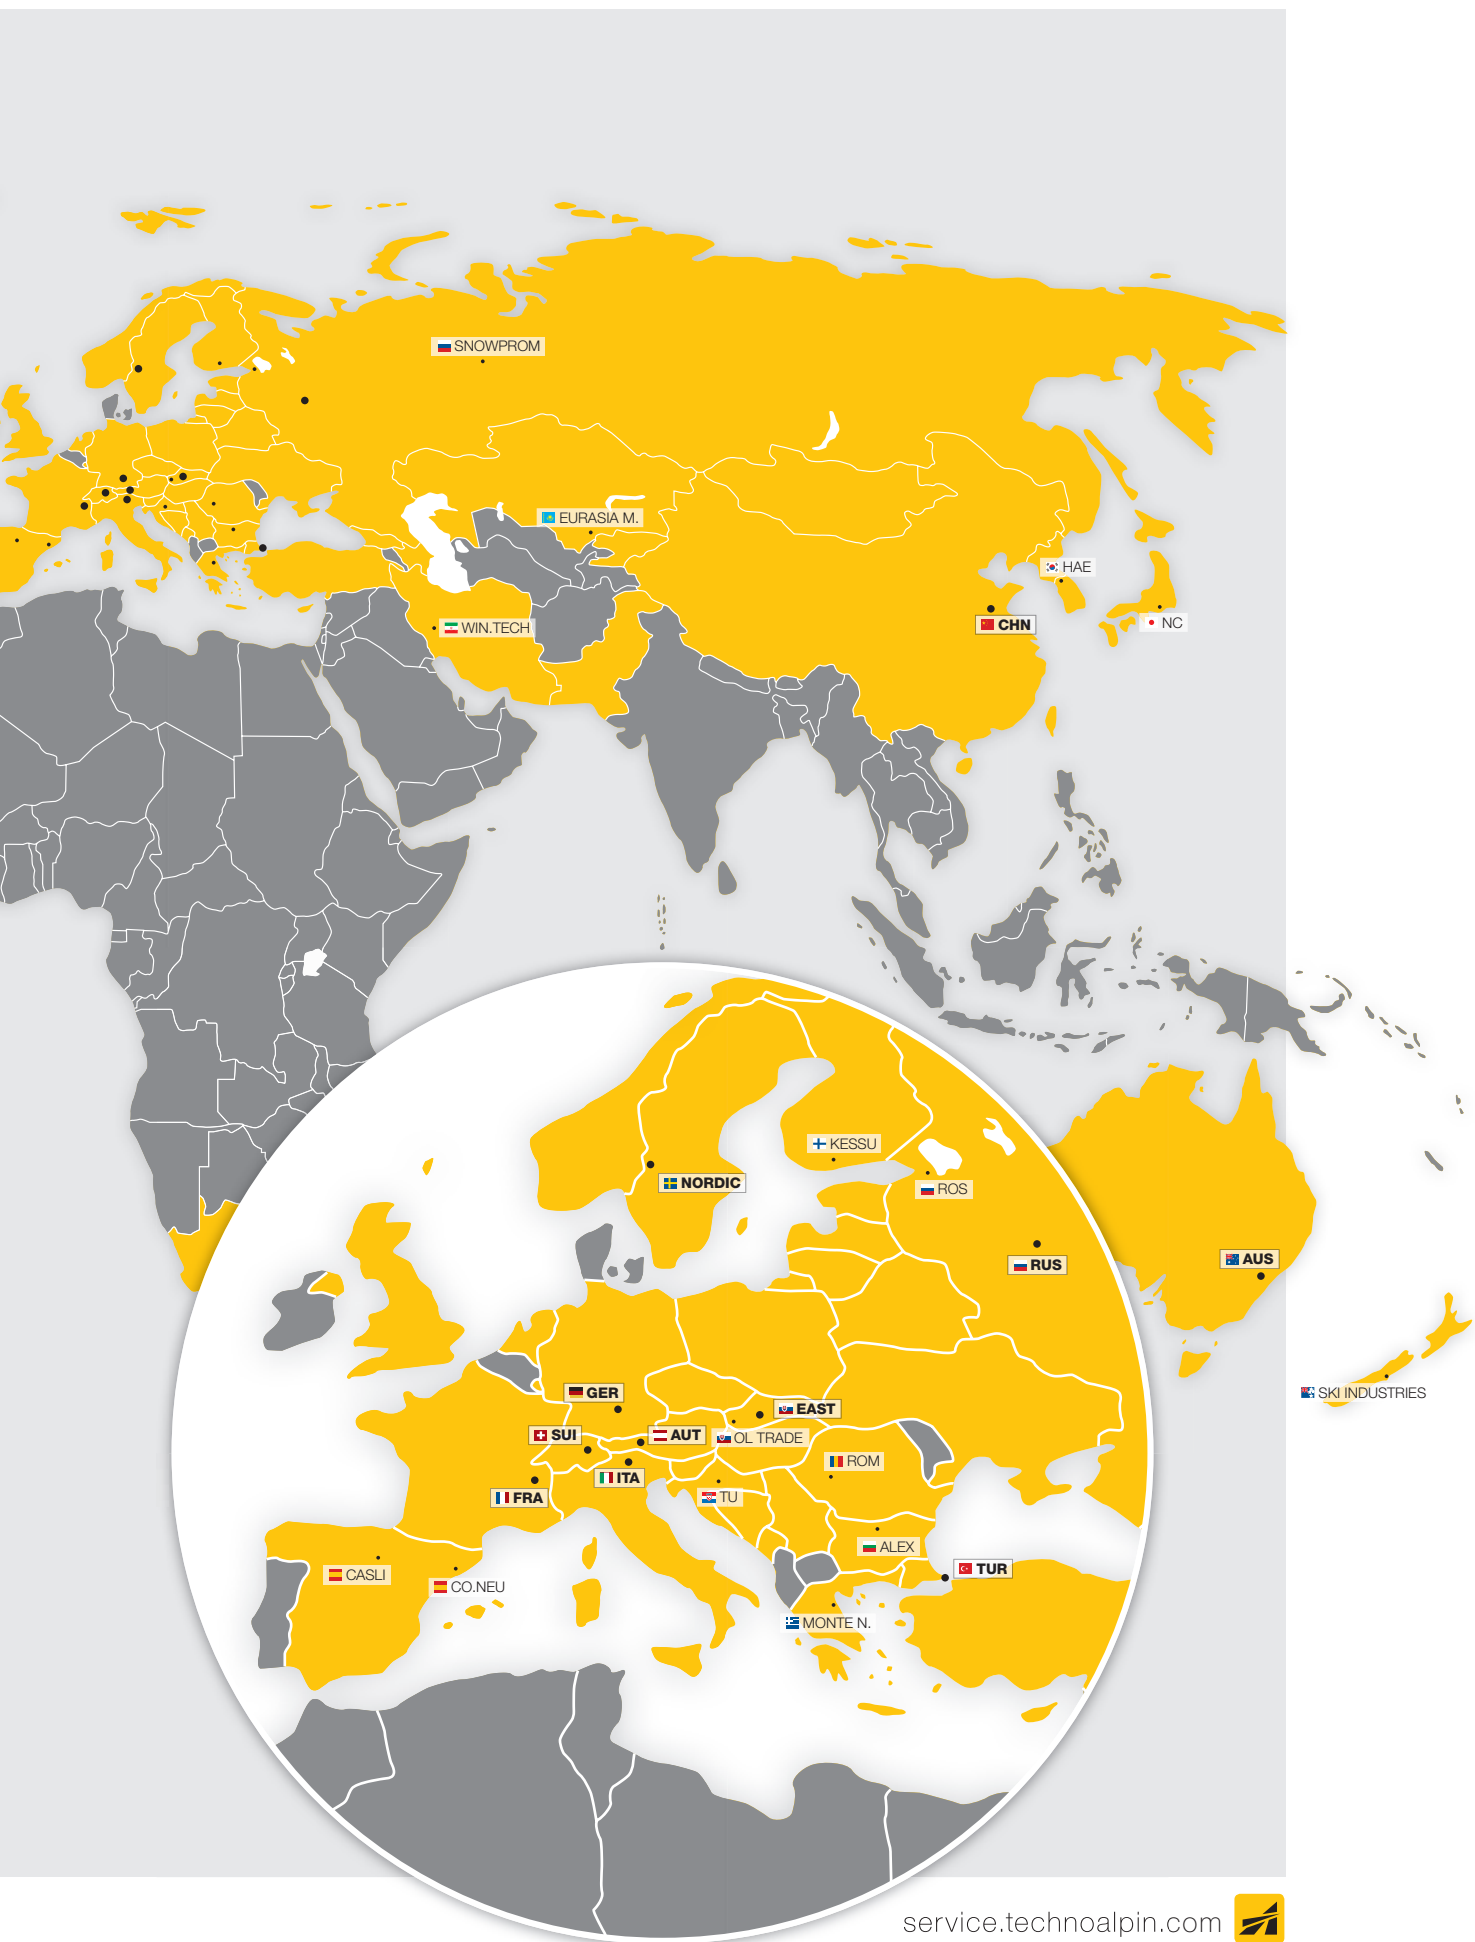 SNOWPROM
EURASIA M.
HAE
CHN
NC
WIN.TECH
KESSU
NORDIC
ROS
RUS
AUS
GER
SKI INDUSTRIES
EAST
SUI
AUT
OL TRADE
ROM
ITA
FRA
TU
ALEX
TUR
CASLI
CO.NEU
MONTE N.
service.technoalpin.com